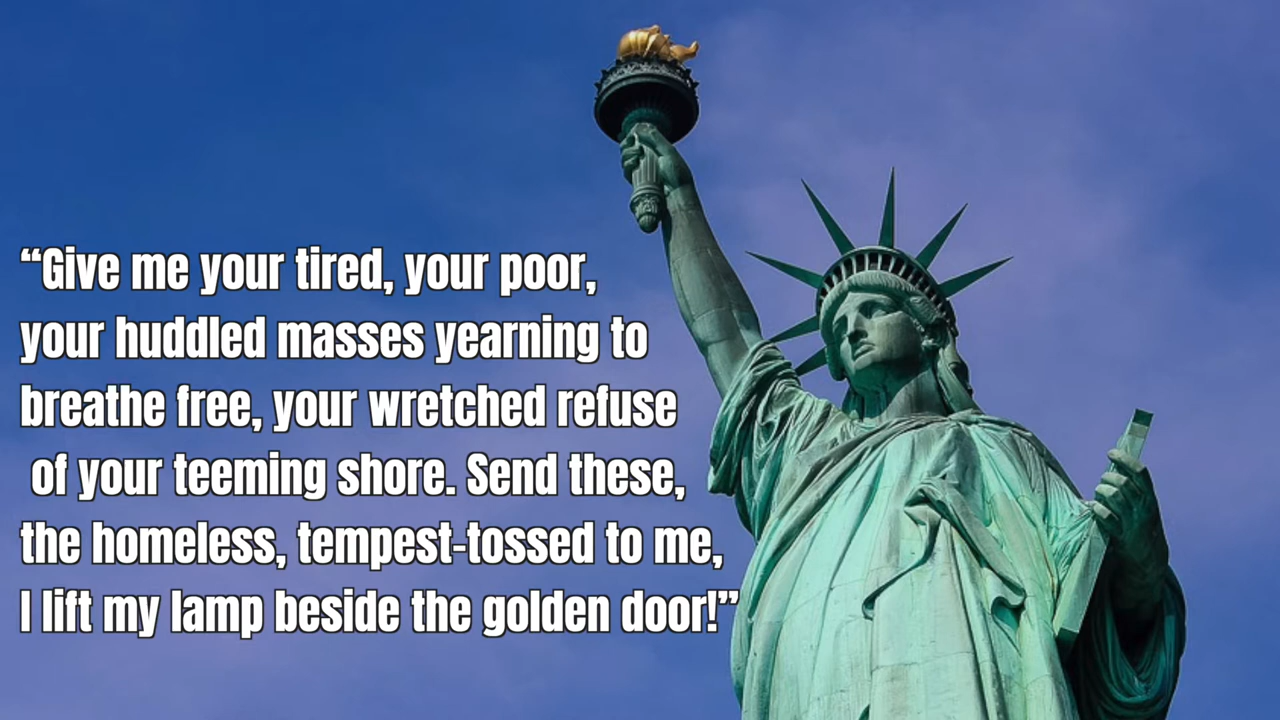 “Give me your tired, your poor,
your huddled masses yearning to
breathe free, your wretched refuse
of your teeming shore. Send these,
the homeless, tempest-tossed to me,
I lift my lamp beside the golden door!”